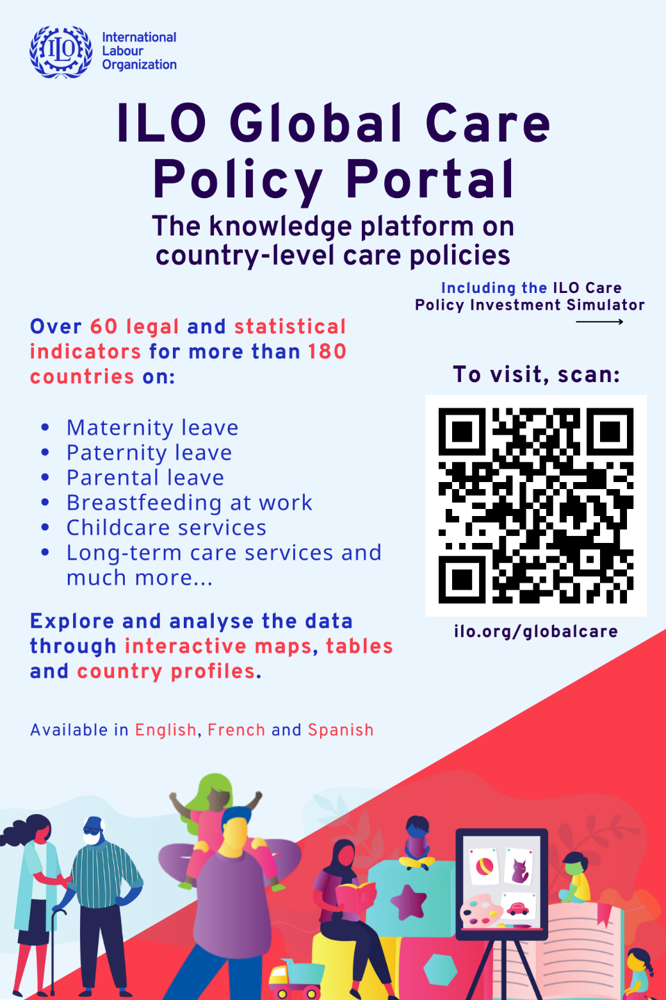 International
Labour
Organization
ILO
ILO Global Care
Policy Portal
The knowledge platform on
country-level care policies
Including the ILO Care
Policy Investment Simulator
Over 60 legal and statistical
indicators for more than 180
countries on:
• Maternity leave
• Paternity leave
• Parental leave
• Breastfeeding at work
• Childcare services
• Long-term care services and
much more...
Explore and analyse the data
through interactive maps, tables
and country profiles.
Available in English, French and Spanish
To visit, scan:
ilo.org/globalcare